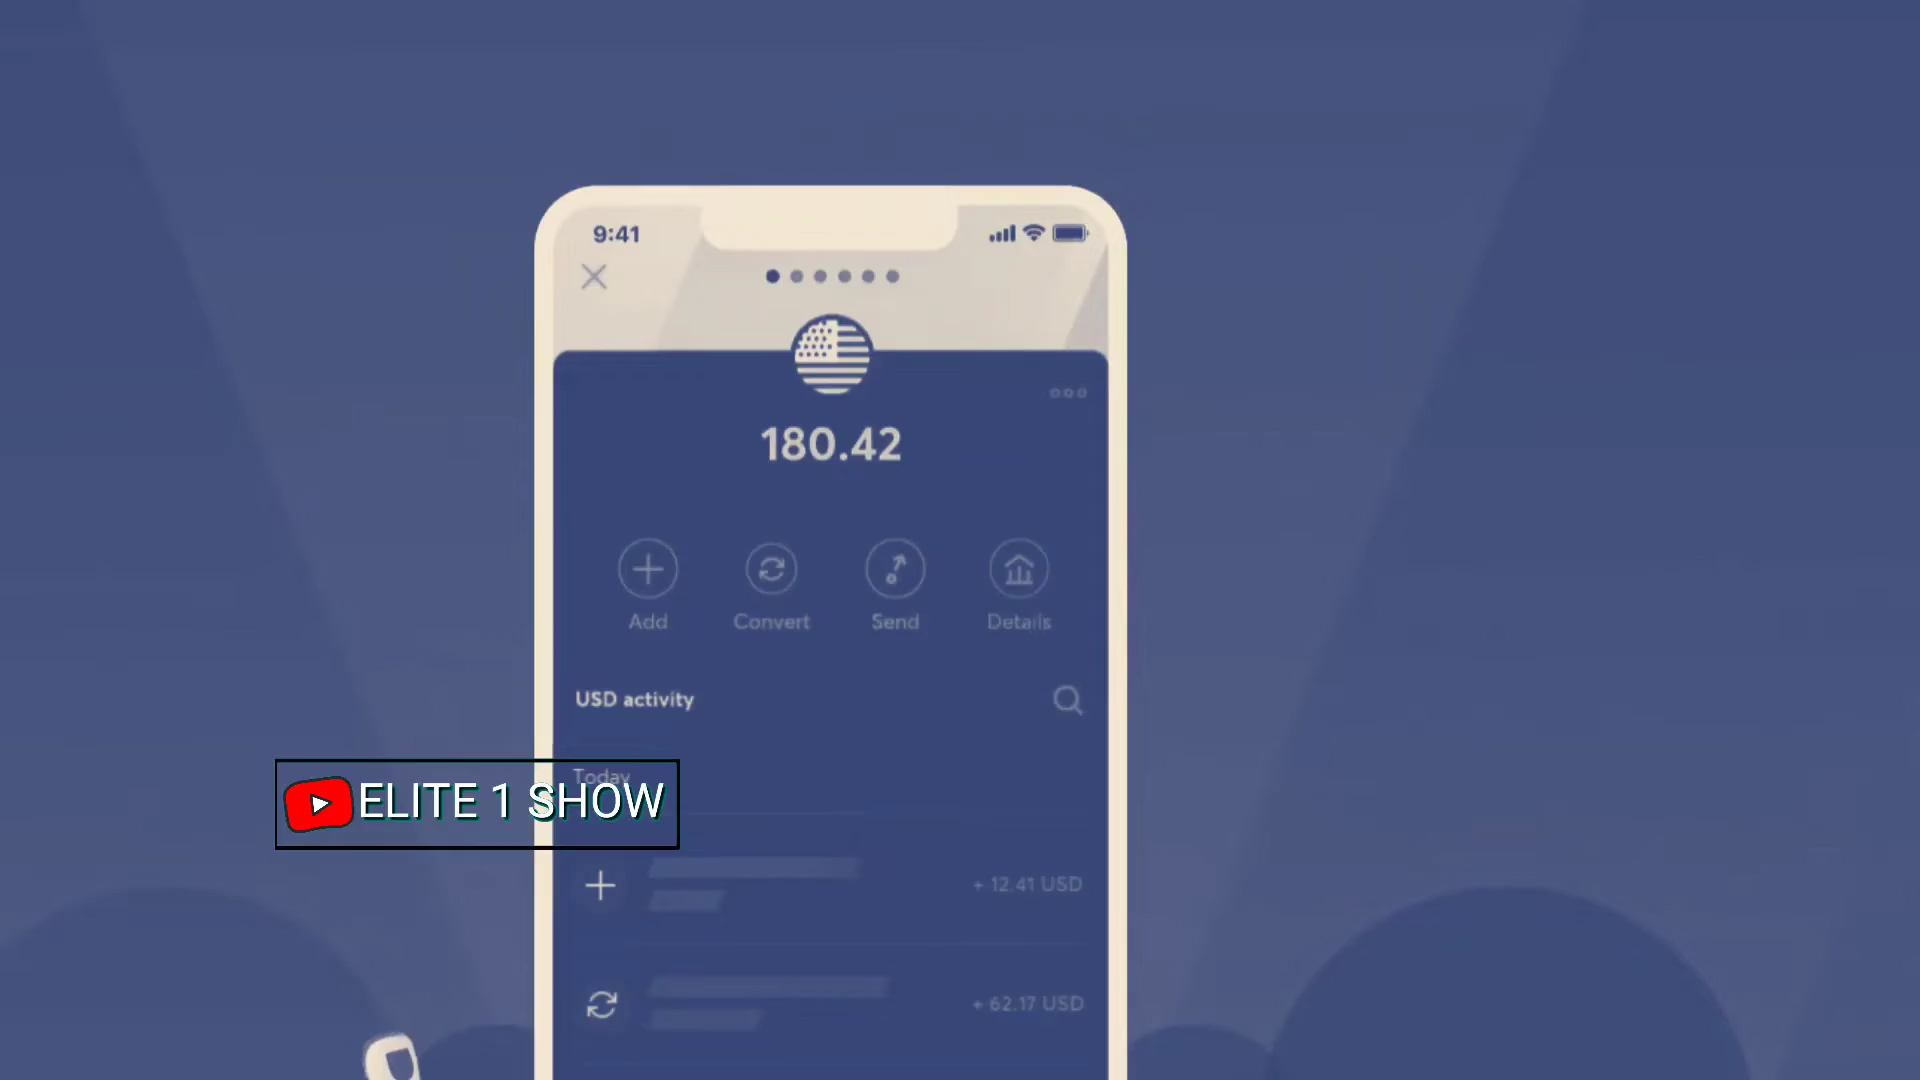 9:41
180.42
Add Convert Send Details
USD activity
Today
ELITE 1 SHOW
+ 12.41 USD
+ 62.17 USD